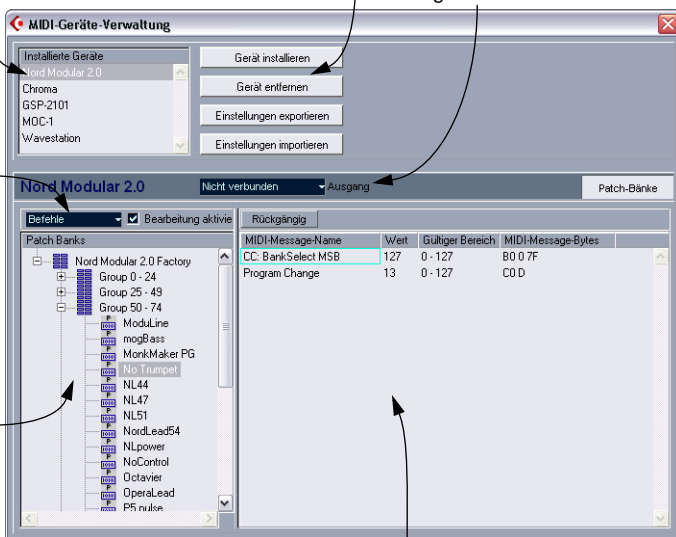 MIDI-Geräte-Verwaltung
Installierte Geräte
Nord Modular 2.0
Chroma
GSP-2101
MOC-1
Wavestation
Gerät installieren
Gerät entfernen
Einstellungen exportieren
Einstellungen importieren
Nord Modular 2.0
Nicht verbunden
Ausgang
Patch-Bänke
Befehle
Bearbeitung aktivie
Rückgängig
Patch Banks
Nord Modular 2.0 Factory
Group 0 - 24
Group 25 - 49
Group 50 - 74
ModuLine
mogBass
MonkMaker PG
No Trumpet
NL44
NL47
NL51
NordLead54
NLpower
NoControl
Octavier
OperaLead
P5 pulse
MIDI-Message-Name Wert Gültiger Bereich MIDI-Message-Bytes
CC: BankSelect MSB 127 0 - 127 B0 0 7F
Program Change 13 0 - 127 C0 D